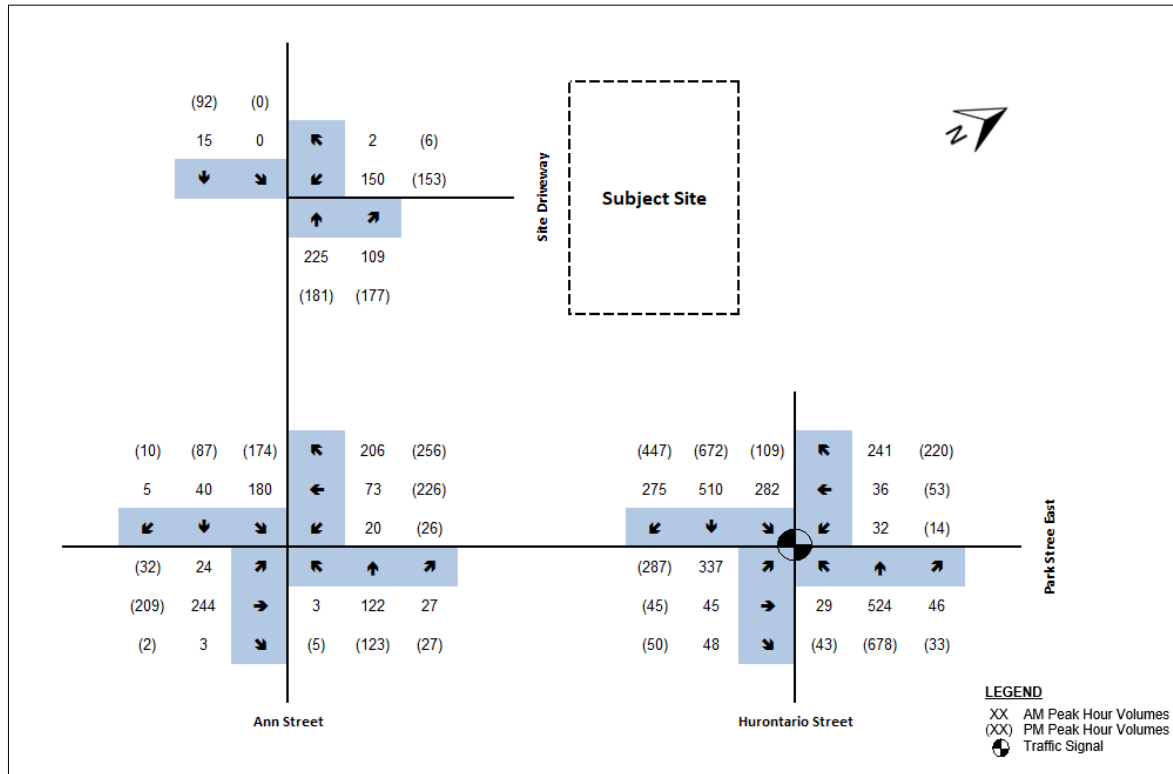 (92) (0)
15 0 2 (6)
150 (153)
225 109
(181) (177)
Site Driveway
Subject Site
N
(10) (87) (174) 206 (256)
5 40 180 73 (226)
20 (26)
(32) 24
(209) 244 3 122 27
(2) 3 (5) (123) (27)
Ann Street
(447) (672) (109) 241 (220)
275 510 282 36 (53)
32 (14)
(287) 337
(45) 45 29 524 46
(50) 48 (43) (678) (33)
Hurontario Street
Park Stree East
LEGEND
XX AM Peak Hour Volumes
(XX) PM Peak Hour Volumes
Traffic Signal